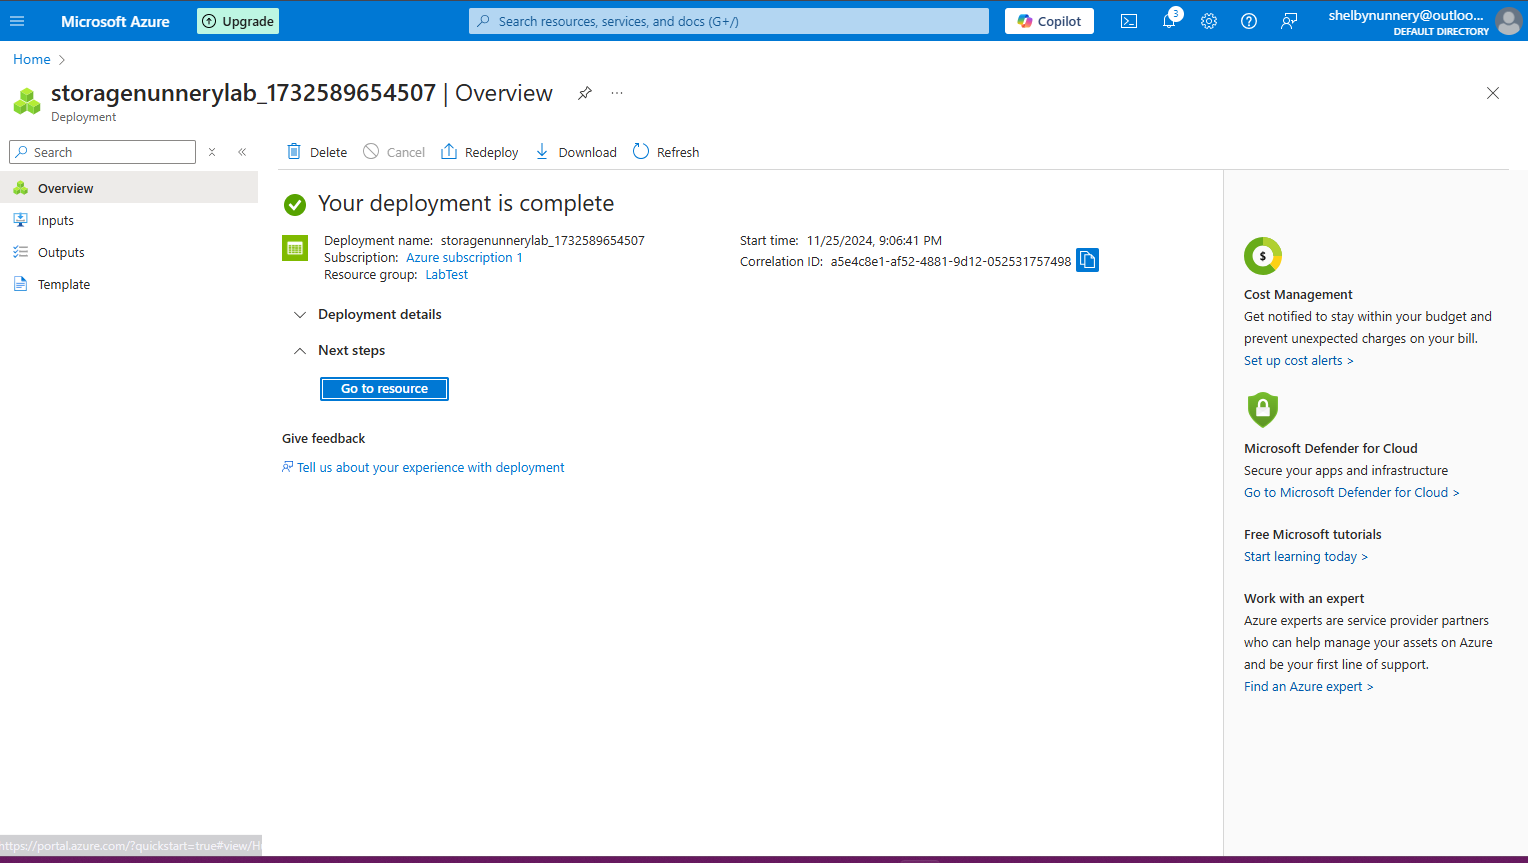 Microsoft Azure
Upgrade
Search resources, services, and docs (G+/)
Copilot
3
shelbynunnery@outloo...
DEFAULT DIRECTORY
Home
storagenunnerylab_1732589654507 | Overview
Deployment
Search
Delete
Cancel
Redeploy
Download
Refresh
Overview
Inputs
Outputs
Template
Your deployment is complete
Deployment name: storagenunnerylab_1732589654507
Subscription: Azure subscription 1
Resource group: LabTest
Start time: 11/25/2024, 9:06:41 PM
Correlation ID: a5e4c8e1-af52-4881-9d12-052531757498
Deployment details
Next steps
Go to resource
Give feedback
Tell us about your experience with deployment
$
Cost Management
Get notified to stay within your budget and
prevent unexpected charges on your bill.
Set up cost alerts >
Microsoft Defender for Cloud
Secure your apps and infrastructure
Go to Microsoft Defender for Cloud >
Free Microsoft tutorials
Start learning today >
Work with an expert
Azure experts are service provider partners
who can help manage your assets on Azure
and be your first line of support.
Find an Azure expert >
https://portal.azure.com/?quickstart=true#view/H